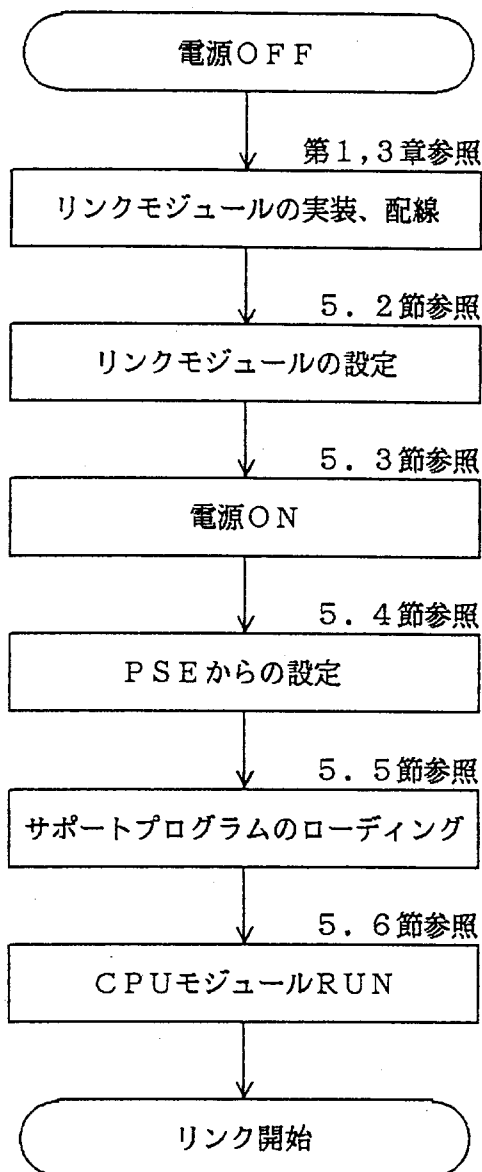 電源OFF
第1,3章参照
リンクモジュールの実装、配線
5.2節参照
リンクモジュールの設定
5.3節参照
電源ON
5.4節参照
PSEからの設定
5.5節参照
サポートプログラムのローディング
5.6節参照
CPUモジュールRUN
リンク開始